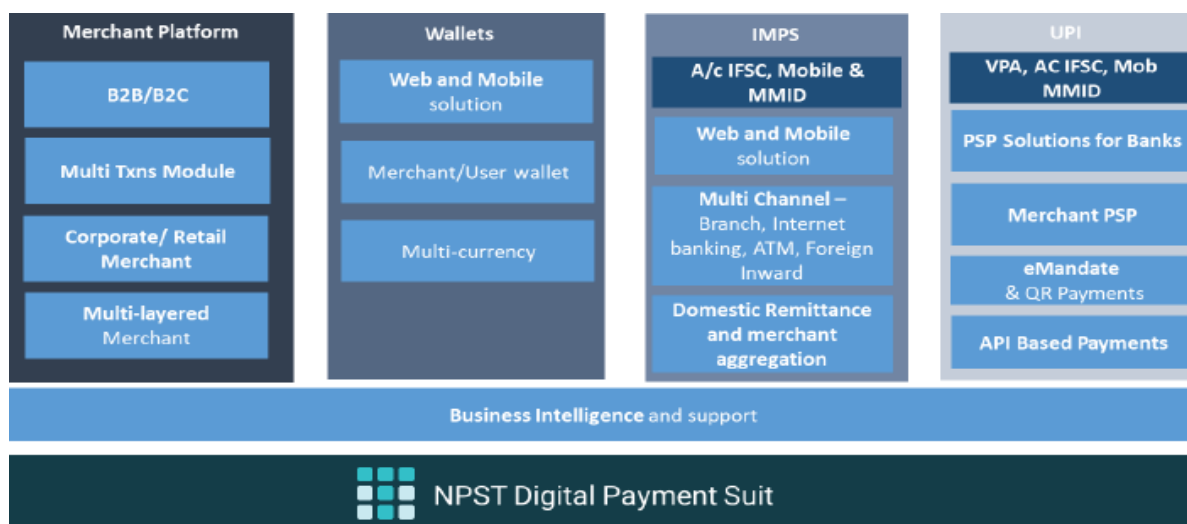 Merchant Platform
B2B/B2C
Multi Txns Module
Corporate/ Retail
Merchant
Multi-layered
Merchant
Wallets
Web and Mobile
solution
Merchant/User wallet
Multi-currency
IMPS
A/c IFSC, Mobile &
MMID
Web and Mobile
solution
Multi Channel –
Branch, Internet
banking, ATM, Foreign
Inward
Domestic Remittance
and merchant
aggregation
UPI
VPA, AC IFSC, Mob
MMID
PSP Solutions for Banks
Merchant PSP
eMandate
& QR Payments
API Based Payments
Business Intelligence and support
NPST Digital Payment Suit